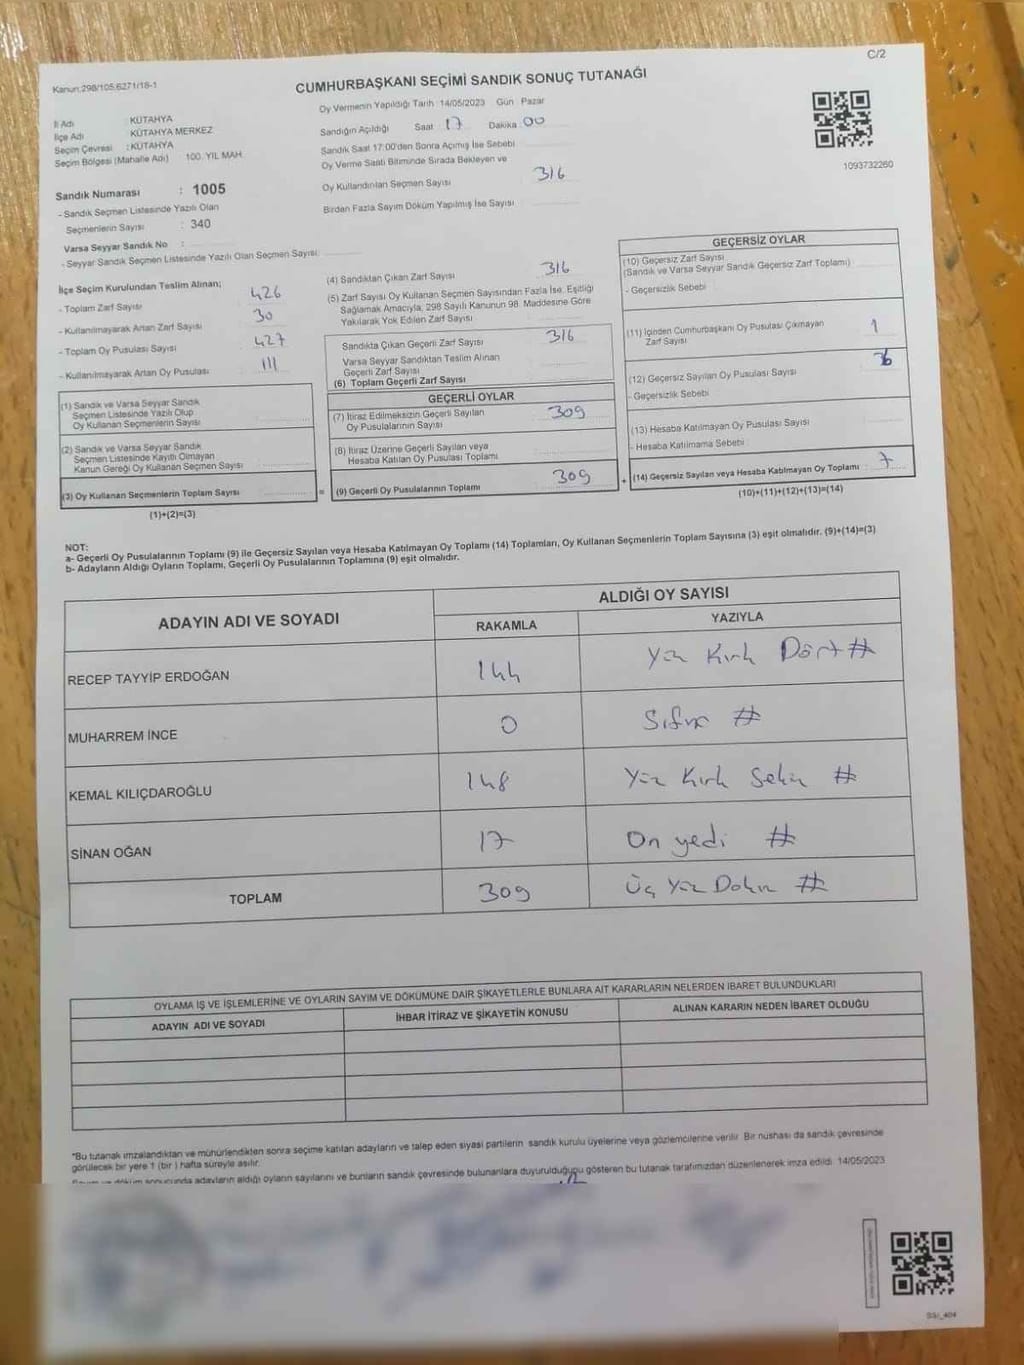 C/2
Kanun:298/105,6271/18-1
CUMHURBAŞKANI SEÇİMİ SANDIK SONUÇ TUTANAĞI
Oy Vermenin Yapıldığı Tarih :14/05/2023 Gün Pazar
İl Adı : KÜTAHYA
İlçe Adı : KÜTAHYA MERKEZ
Seçim Çevresi : KÜTAHYA
Seçim Bölgesi (Mahalle Adı) 100. YIL MAH.
Sandığın Açıldığı Saat 17 Dakika 00
Sandık Saat 17:00'den Sonra Açımış İse Sebebi
Oy Verme Saati Bitiminde Sırada Bekleyen ve
Oy Kullandırılan Seçmen Sayısı 316
Birden Fazla Sayım Döküm Yapılmış İse Sayısı
1093732260
Sandık Numarası : 1005
- Sandık Seçmen Listesinde Yazılı Olan
Seçmenlerin Sayısı : 340
Varsa Seyyar Sandık No :
- Seyyar Sandık Seçmen Listesinde Yazılı Olan Seçmen Sayısı:
İlçe Seçim Kurulundan Teslim Alınan;
- Toplam Zarf Sayısı 426
- Kullanılmayarak Artan Zarf Sayısı 30
- Toplam Oy Pusulası Sayısı 427
- Kullanılmayarak Artan Oy Pusulası 111
(1) Sandık ve Varsa Seyyar Sandık
Seçmen Listesinde Yazılı Olup
Oy Kullanan Seçmenlerin Sayısı
(2) Sandık ve Varsa Seyyar Sandık
Seçmen Listesinde Kayıtlı Olmayan
Kanun Gereği Oy Kullanan Seçmen Sayısı
(3) Oy Kullanan Seçmenlerin Toplam Sayısı =
(1)+(2)=(3)
(4) Sandıktan Çıkan Zarf Sayısı 316
(5) Zarf Sayısı Oy Kullanan Seçmen Sayısından Fazla İse, Eşitliği
Sağlamak Amacıyla, 298 Sayılı Kanunun 98. Maddesine Göre
Yakılarak Yok Edilen Zarf Sayısı
Sandıkta Çıkan Geçerli Zarf Sayısı 316
Varsa Seyyar Sandıktan Teslim Alınan
Geçerli Zarf Sayısı
(6) Toplam Geçerli Zarf Sayısı
GEÇERLİ OYLAR
(7) İtiraz Edilmeksizin Geçerli Sayılan
Oy Pusulalarının Sayısı 309
(8) İtiraz Üzerine Geçerli Sayılan veya
Hesaba Katılan Oy Pusulası Toplamı
(9) Geçerli Oy Pusulalarının Toplamı 309 +
GEÇERSİZ OYLAR
(10) Geçersiz Zarf Sayısı
(Sandık ve Varsa Seyyar Sandık Geçersiz Zarf Toplamı)
- Geçersizlik Sebebi
(11) İçinden Cumhurbaşkanı Oy Pusulası Çıkmayan
Zarf Sayısı 1
(12) Geçersiz Sayılan Oy Pusulası Sayısı
- Geçersizlik Sebebi
(13) Hesaba Katılmayan Oy Pusulası Sayısı
- Hesaba Katılmama Sebebi
(14) Geçersiz Sayılan veya Hesaba Katılmayan Oy Toplamı 7
(10)+(11)+(12)+(13)=(14)
NOT:
a- Geçerli Oy Pusulalarının Toplamı (9) ile Geçersiz Sayılan veya Hesaba Katılmayan Oy Toplamı (14) Toplamları, Oy Kullanan Seçmenlerin Toplam Sayısına (3) eşit olmalıdır. (9)+(14)=(3)
b- Adayların Aldığı Oyların Toplamı, Geçerli Oy Pusulalarının Toplamına (9) eşit olmalıdır.
ADAYIN ADI VE SOYADI ALDIĞI OY SAYISI
RAKAMLA YAZIYLA
RECEP TAYYİP ERDOĞAN 144 Yüz Kırk Dört #
MUHARREM İNCE 0 Sıfır #
KEMAL KILIÇDAROĞLU 148 Yüz Kırk Sekiz #
SİNAN OĞAN 17 On yedi #
TOPLAM 309 Üç Yüz Dokuz #
OYLAMA İŞ VE İŞLEMLERİNE VE OYLARIN SAYIM VE DÖKÜMÜNE DAİR ŞİKAYETLERLE BUNLARA AİT KARARLARIN NELERDEN İBARET BULUNDUKLARI
ADAYIN ADI VE SOYADI İHBAR İTİRAZ VE ŞİKAYETİN KONUSU ALINAN KARARIN NEDEN İBARET OLDUĞU
*Bu tutanak imzalandıktan ve mühürlendikten sonra seçime katılan adayların ve talep eden siyasi partilerin sandık kurulu üyelerine veya gözlemcilerine verilir. Bir nüshası da sandık çevresinde
görülecek bir yere 1 (bir ) hafta süreyle asılır.
Sayım ve döküm sonucunda adayların aldığı oyların sayılarını ve bunların sandık çevresinde bulunanlara duyurulduğunu gösteren bu tutanak tarafımızdan düzenlenerek imza edildi. 14/05/2023
SSI_404